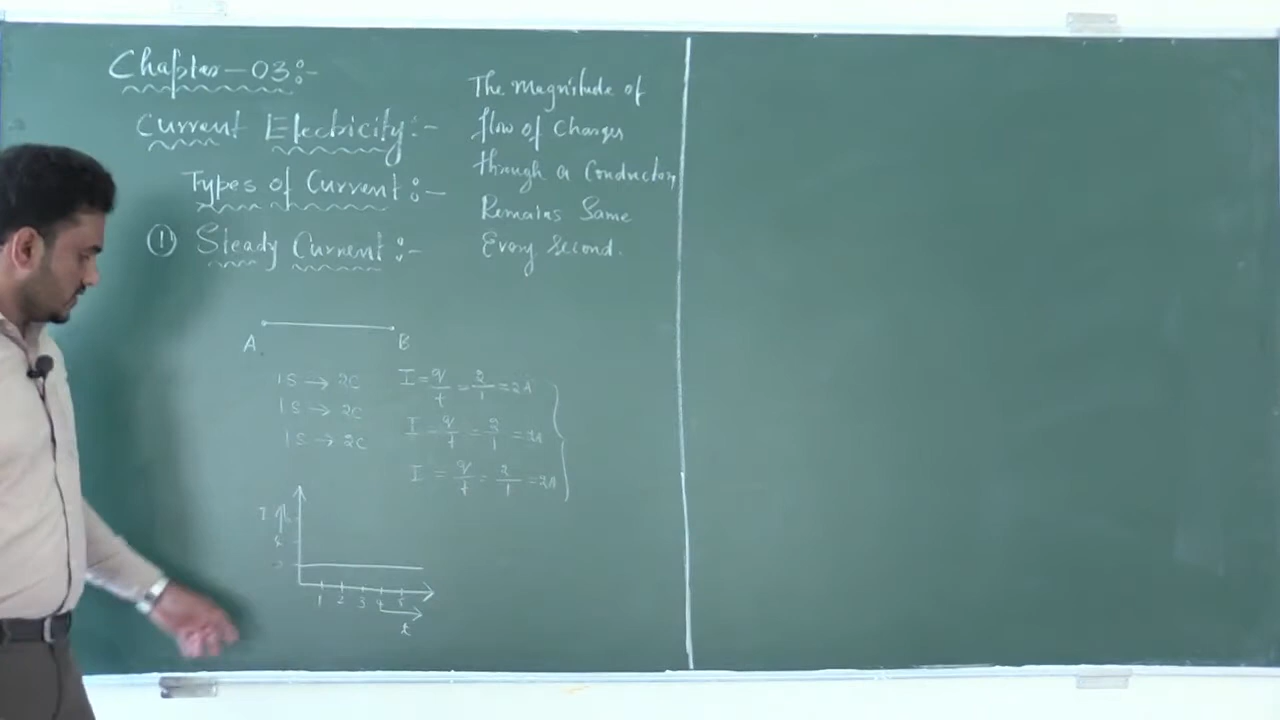 Chapter - 03:-
Current Electricity:-
Types of Current:-
① Steady Current:-
The Magnitude of
flow of Charges
through a Conductor,
Remains Same
Every Second.
A B
1S → 2C I = q/t = 2/1 = 2A
1S → 2C I = q/t = 2/1 = 2A
1S → 2C I = q/t = 2/1 = 2A
I
4
2
1 2 3 4 5
t